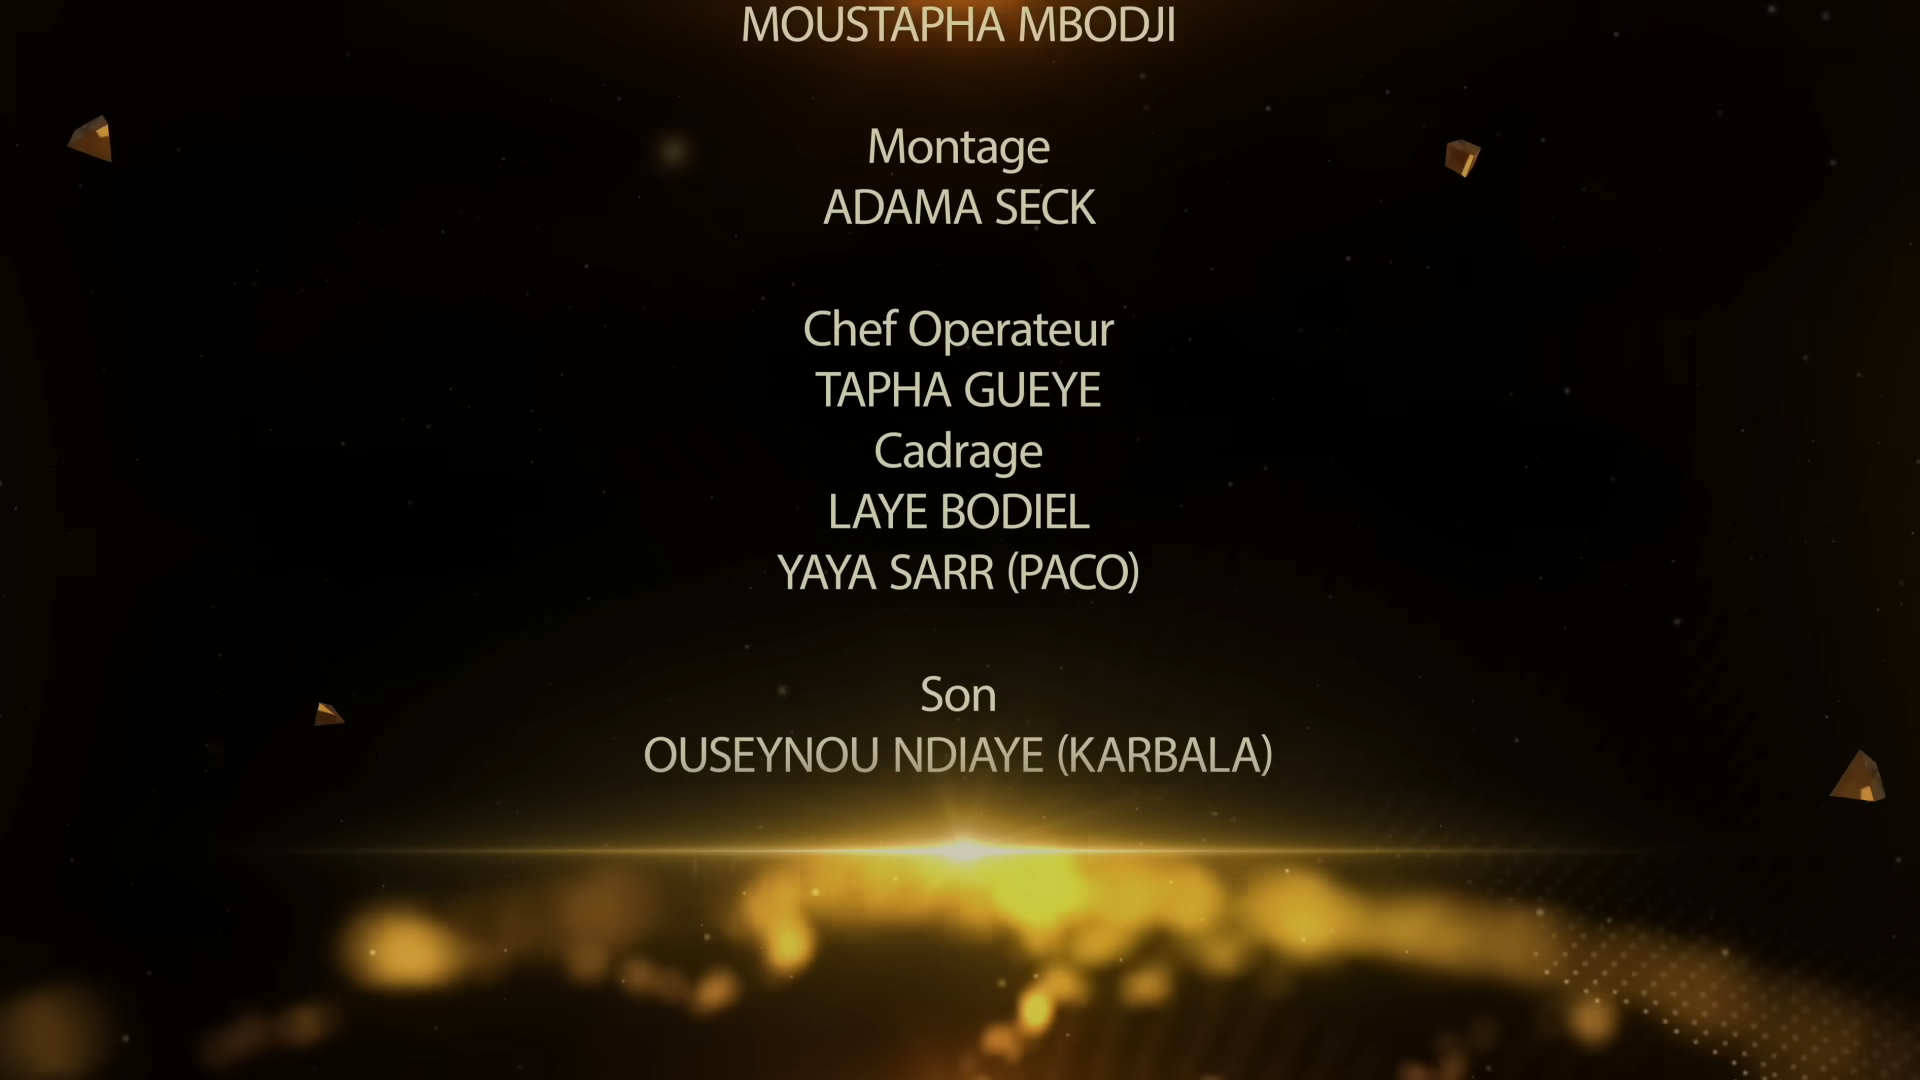 MOUSTAPHA MBODJI
Montage
ADAMA SECK
Chef Operateur
TAPHA GUEYE
Cadrage
LAYE BODIEL
YAYA SARR (PACO)
Son
OUSEYNOU NDIAYE (KARBALA)